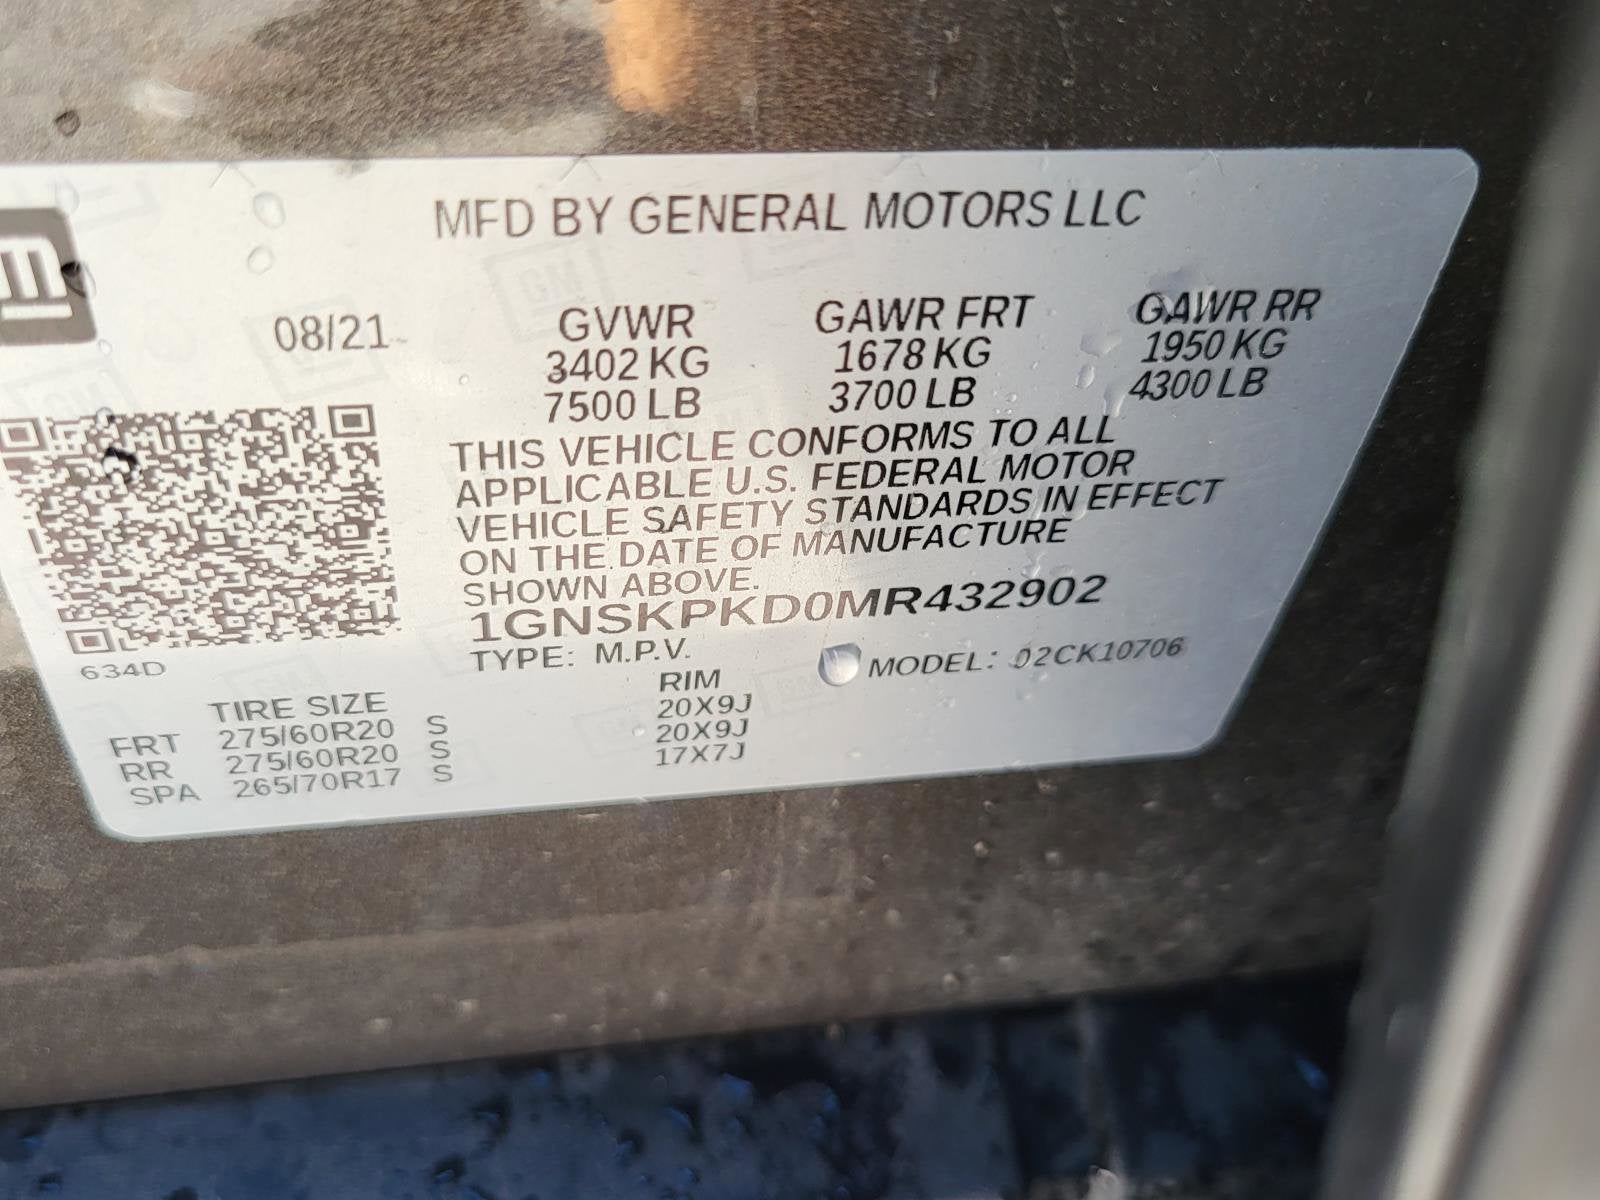 MFD BY GENERAL MOTORS LLC
08/21 GVWR GAWR FRT GAWR RR
3402 KG 1678 KG 1950 KG
7500 LB 3700 LB 4300 LB
THIS VEHICLE CONFORMS TO ALL
APPLICABLE U.S. FEDERAL MOTOR
VEHICLE SAFETY STANDARDS IN EFFECT
ON THE DATE OF MANUFACTURE
SHOWN ABOVE.
1GNSKPKD0MR432902
TYPE: M.P.V. MODEL: 02CK10706
634D
TIRE SIZE RIM
FRT 275/60R20 S 20X9J
RR 275/60R20 S 20X9J
SPA 265/70R17 S 17X7J